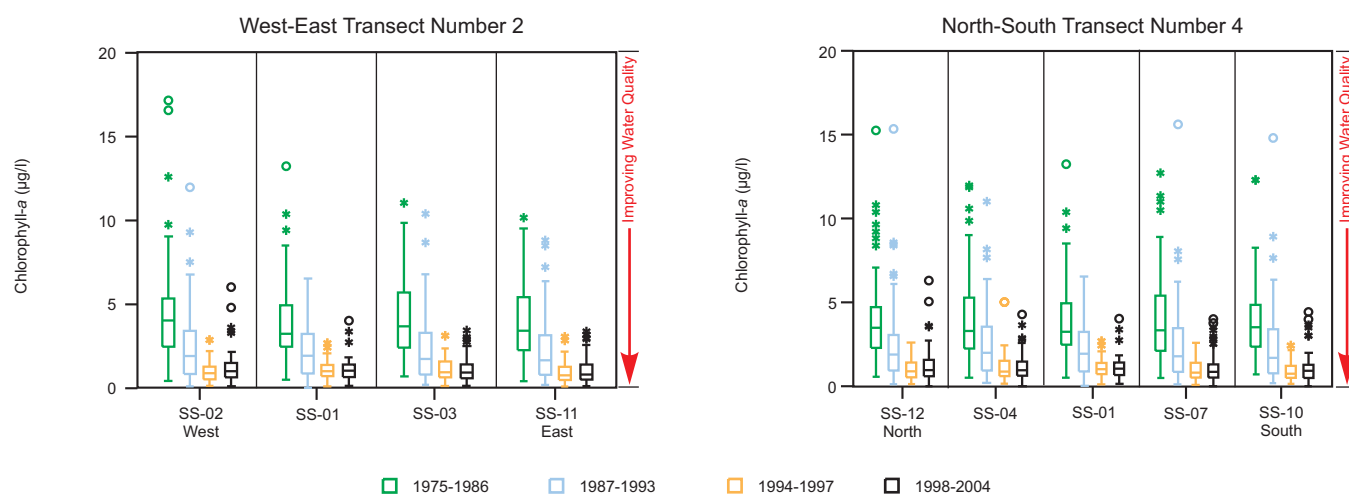 West-East Transect Number 2
North-South Transect Number 4
Chlorophyll-a (µg/l)
20
15
10
5
0
SS-02
West
SS-01
SS-03
SS-11
East
Improving Water Quality
Chlorophyll-a (µg/l)
20
15
10
5
0
SS-12
North
SS-04
SS-01
SS-07
SS-10
South
Improving Water Quality
1975-1986
1987-1993
1994-1997
1998-2004